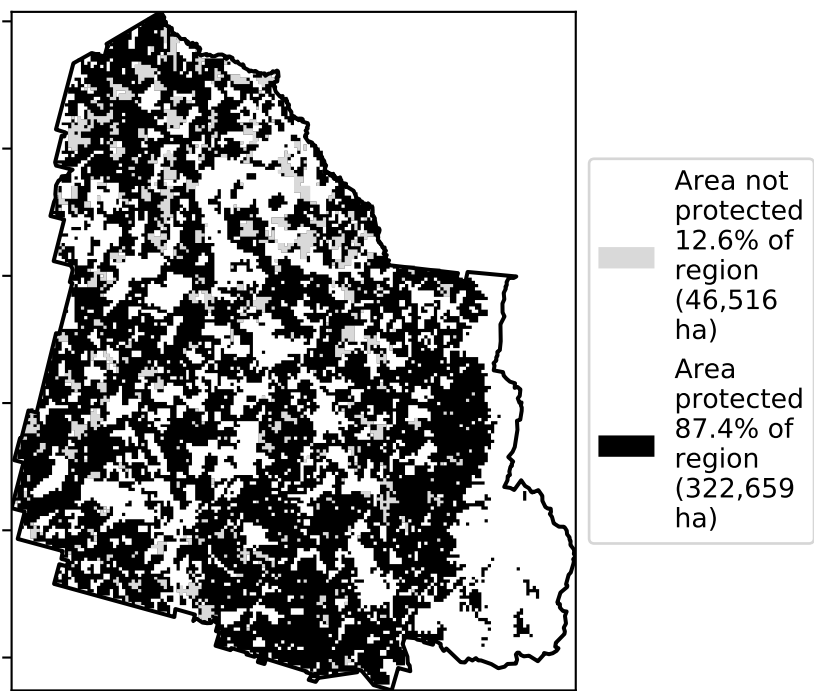 Area not
protected
12.6% of
region
(46,516
ha)
Area
protected
87.4% of
region
(322,659
ha)